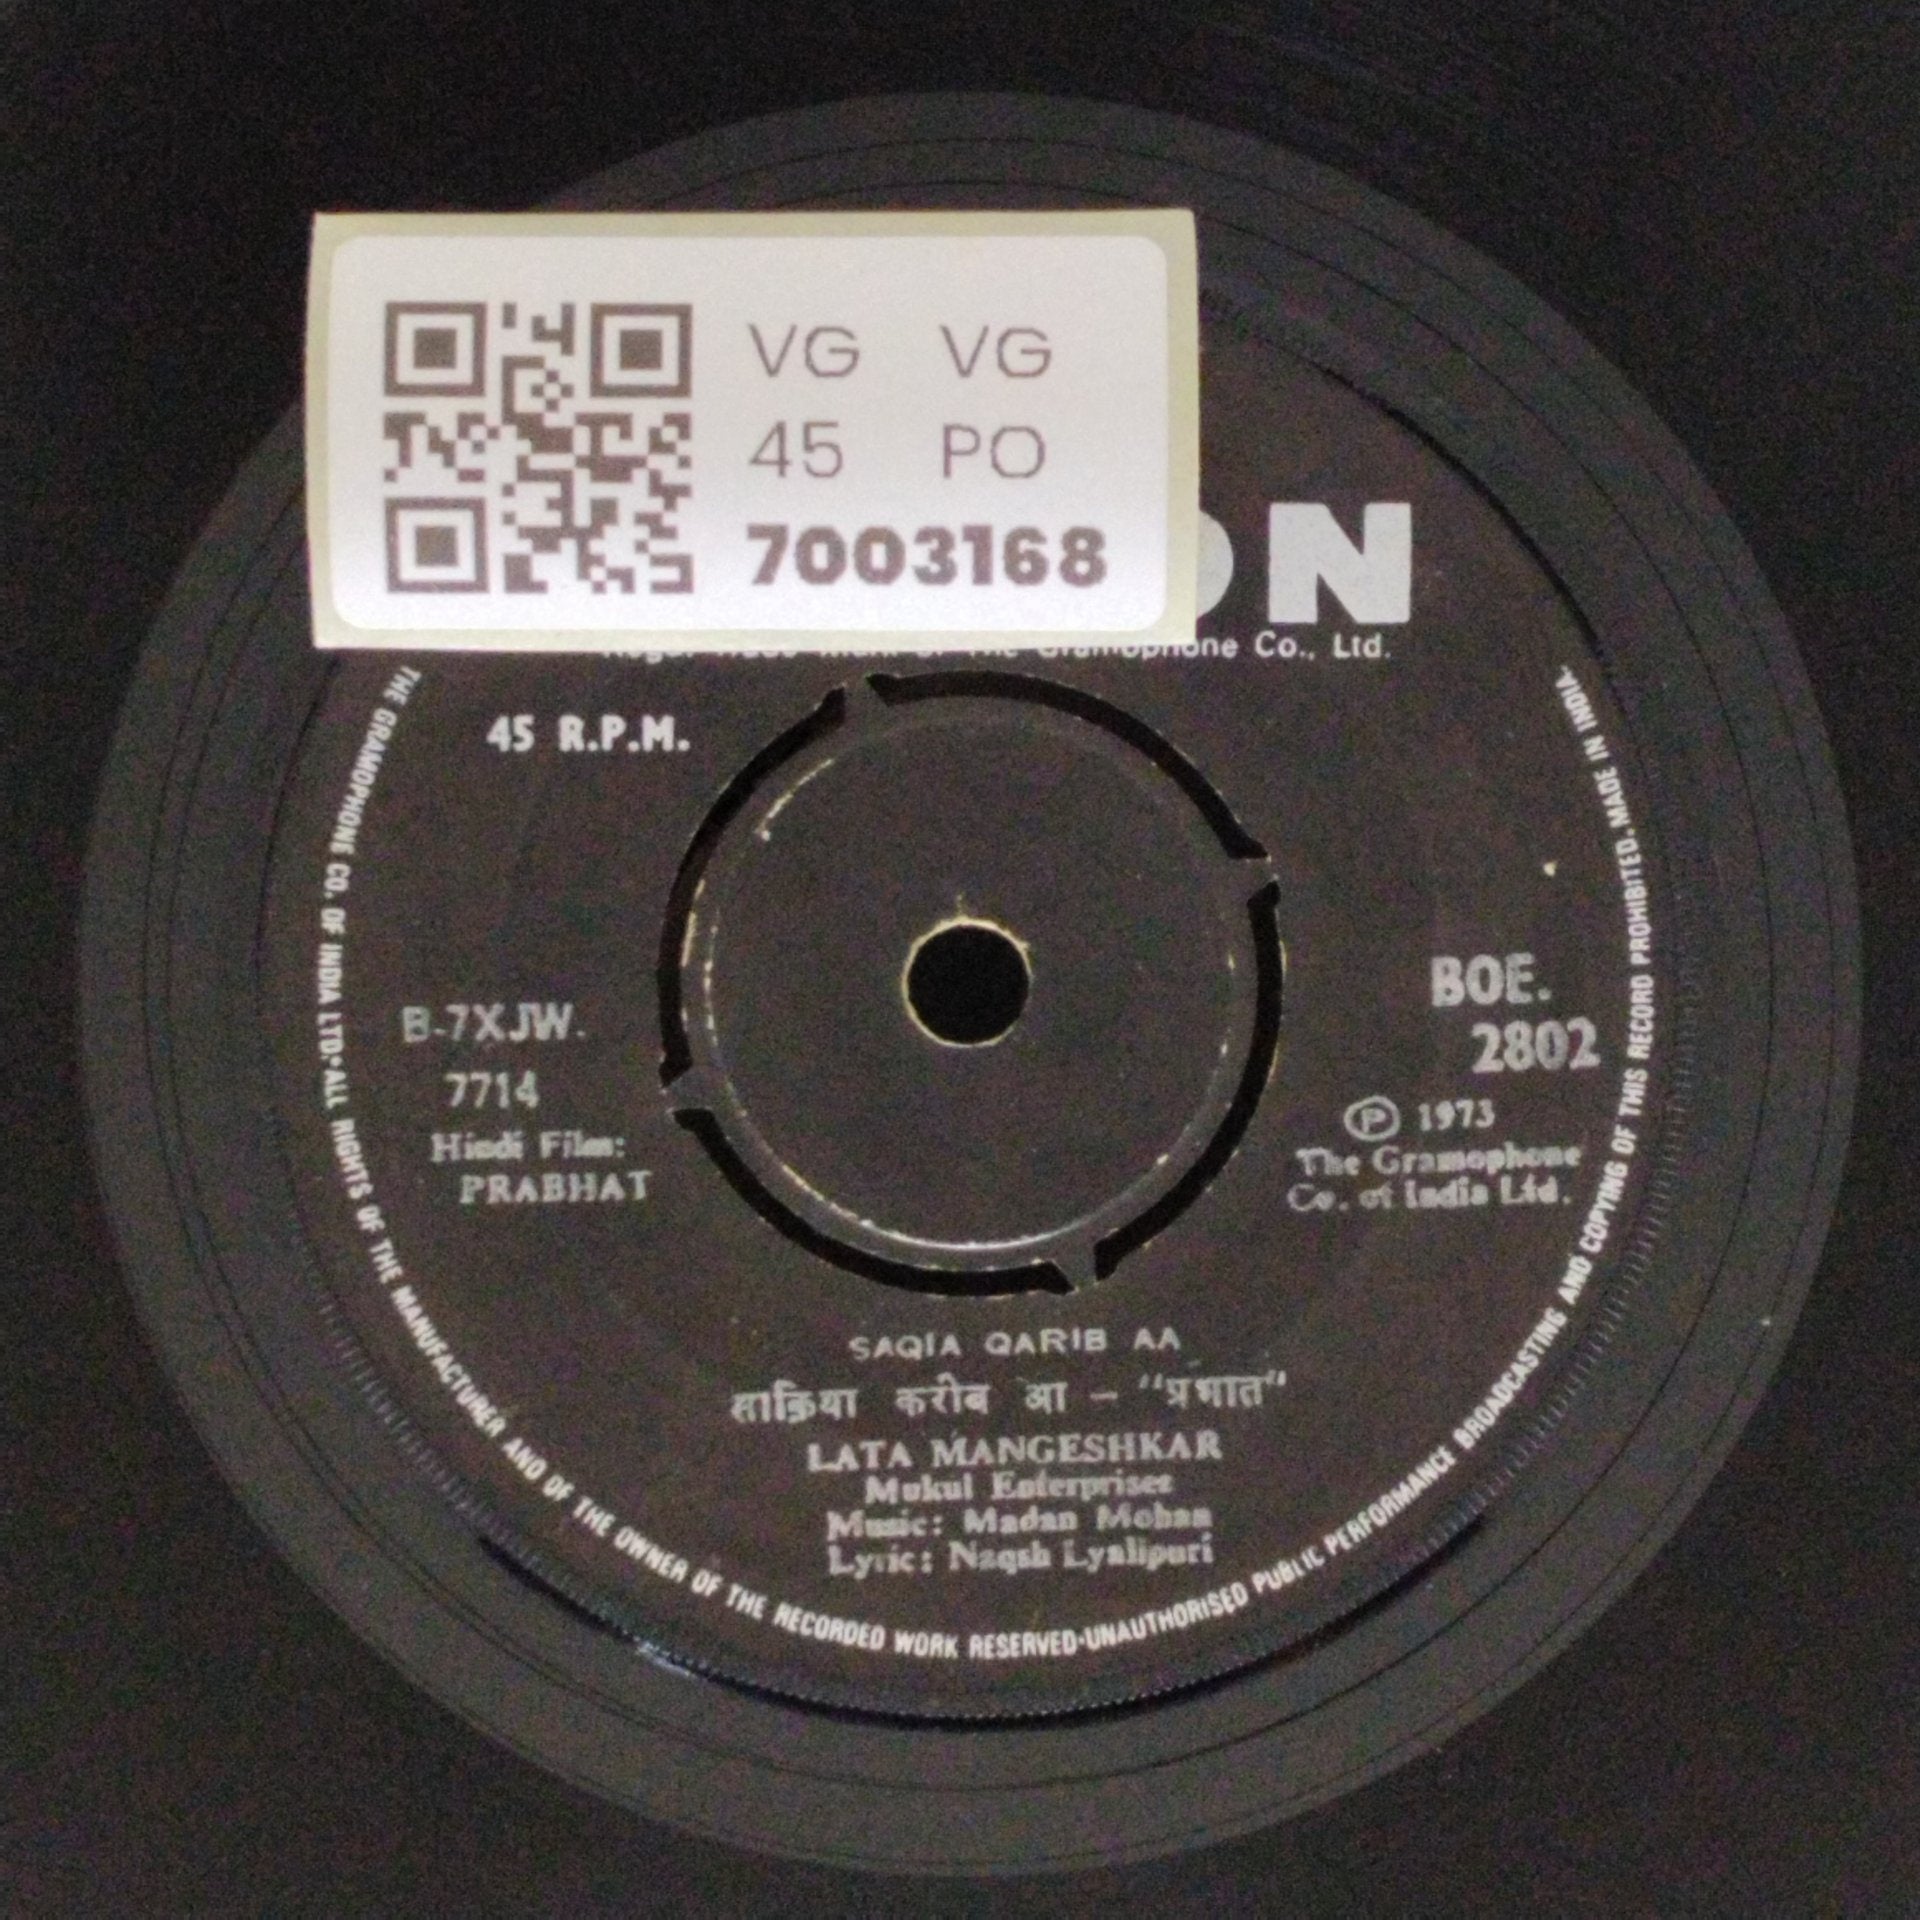 VG VG
45 PO
7003168
ON
Trade Mark of The Gramophone Co., Ltd.
45 R.P.M.
B-7XJW.
7714
Hindi Film:
PRABHAT
BOE.
2802
Ⓟ 1973
The Gramophone
Co. of India Ltd.
SAQIA QARIB AA
साक़िया करीब आ – “प्रभात”
LATA MANGESHKAR
Mukul Enterprises
Music: Madan Mohan
Lyric: Naqsh Lyalipuri
THE GRAMOPHONE CO. OF INDIA LTD. ALL RIGHTS OF THE MANUFACTURER AND OF THE OWNER OF THE RECORDED WORK RESERVED·UNAUTHORISED PUBLIC PERFORMANCE BROADCASTING AND COPYING OF THIS RECORD PROHIBITED. MADE IN INDIA.